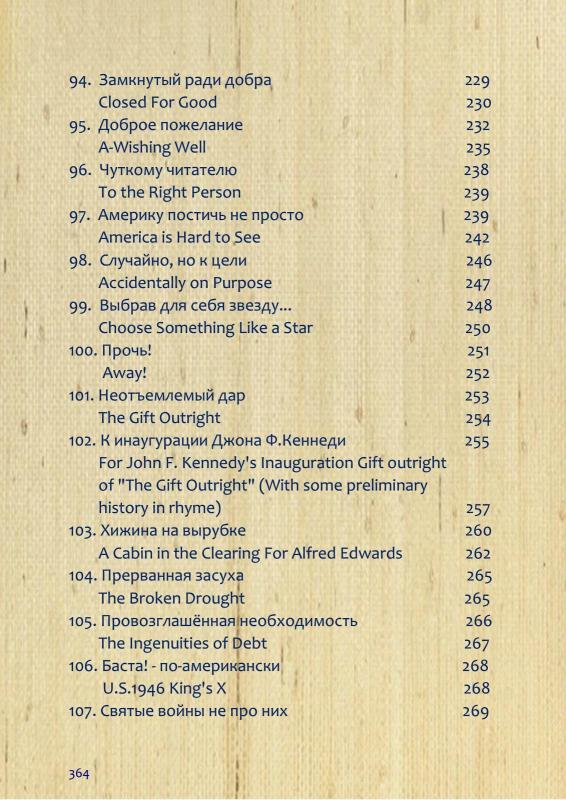 94. Замкнутый ради добра 229
Closed For Good 230
95. Доброе пожелание 232
A-Wishing Well 235
96. Чуткому читателю 238
To the Right Person 239
97. Америку постичь не просто 239
America is Hard to See 242
98. Случайно, но к цели 246
Accidentally on Purpose 247
99. Выбрав для себя звезду... 248
Choose Something Like a Star 250
100. Прочь! 251
Away! 252
101. Неотъемлемый дар 253
The Gift Outright 254
102. К инаугурации Джона Ф.Кеннеди 255
For John F. Kennedy's Inauguration Gift outright
of "The Gift Outright" (With some preliminary
history in rhyme) 257
103. Хижина на вырубке 260
A Cabin in the Clearing For Alfred Edwards 262
104. Прерванная засуха 265
The Broken Drought 265
105. Провозглашённая необходимость 266
The Ingenuities of Debt 267
106. Баста! - по-американски 268
U.S.1946 King's X 268
107. Святые войны не про них 269
364